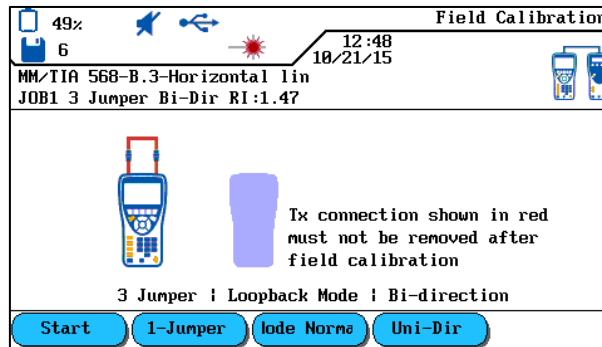 49%
Field Calibration
6
12:48
10/21/15
MM/TIA 568-B.3-Horizontal lin
JOB1 3 Jumper Bi-Dir RI:1.47
Tx connection shown in red
must not be removed after
field calibration
3 Jumper | Loopback Mode | Bi-direction
Start
1-Jumper
lode Norma
Uni-Dir